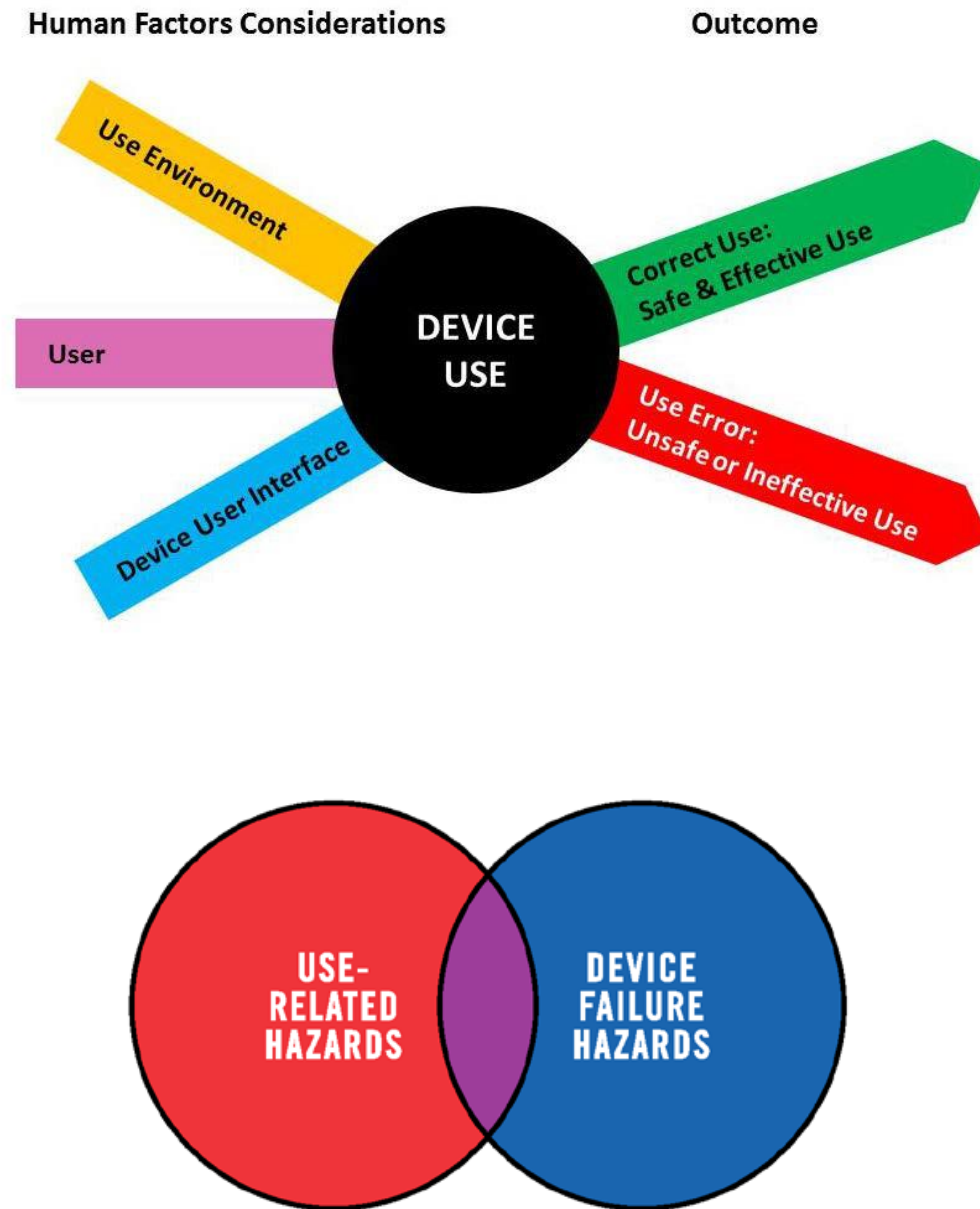 Human Factors Considerations
Outcome
Use Environment
User
Device User Interface
DEVICE
USE
Correct Use:
Safe & Effective Use
Use Error:
Unsafe or Ineffective Use
USE-
RELATED
HAZARDS
DEVICE
FAILURE
HAZARDS